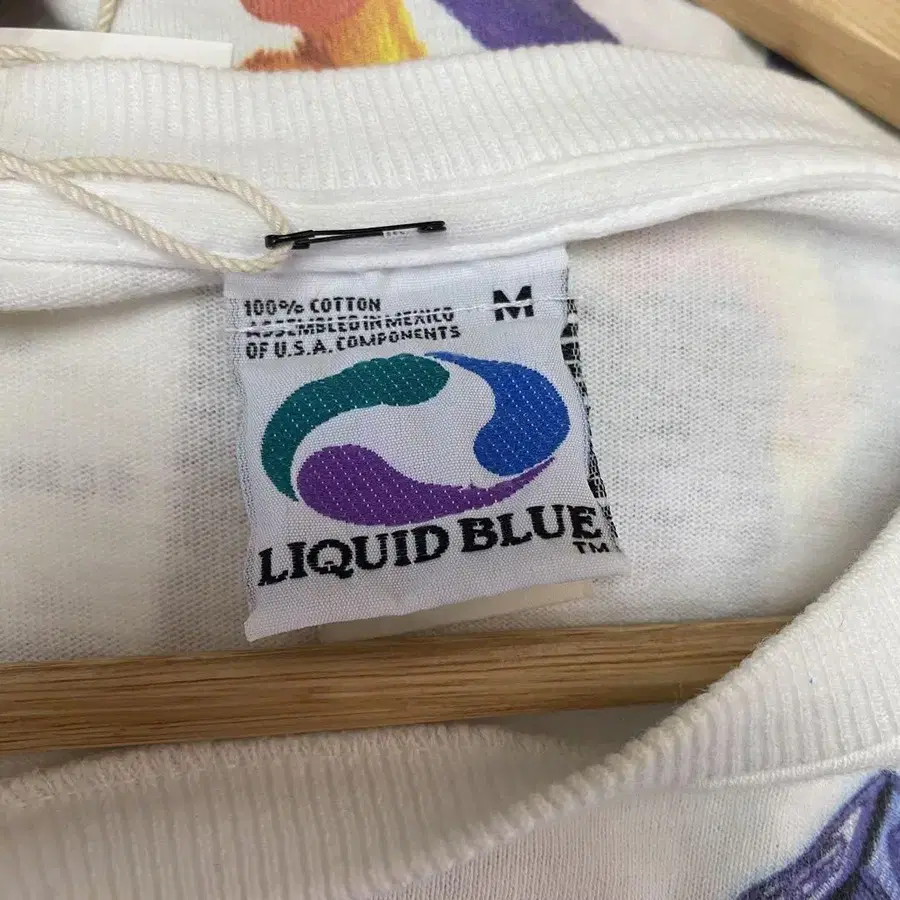 100% COTTON
M
ASSEMBLED IN MEXICO
OF U.S.A. COMPONENTS
LIQUID BLUE
TM